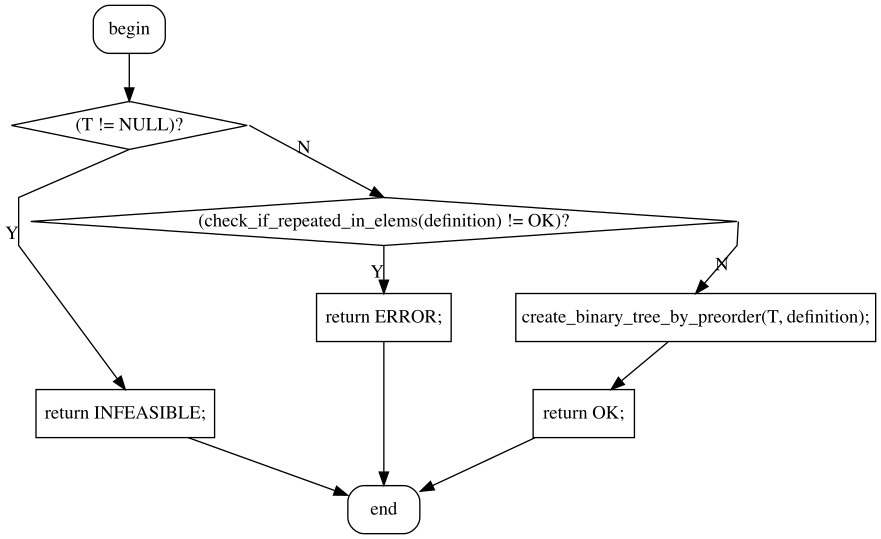 begin
(T != NULL)?
N
(check_if_repeated_in_elems(definition) != OK)?
Y
Y
N
return ERROR;
create_binary_tree_by_preorder(T, definition);
return INFEASIBLE;
return OK;
end